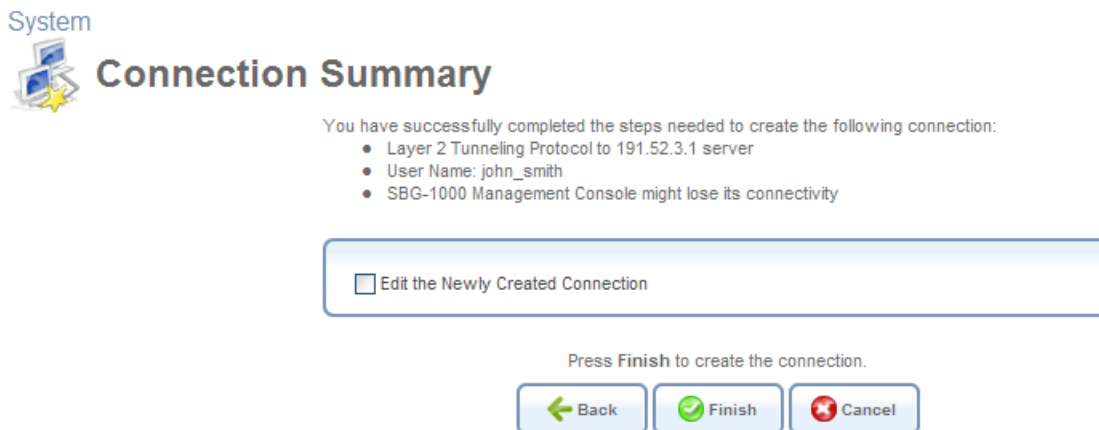 System
Connection Summary
You have successfully completed the steps needed to create the following connection:
Layer 2 Tunneling Protocol to 191.52.3.1 server
User Name: john_smith
SBG-1000 Management Console might lose its connectivity
Edit the Newly Created Connection
Press Finish to create the connection.
Back Finish Cancel